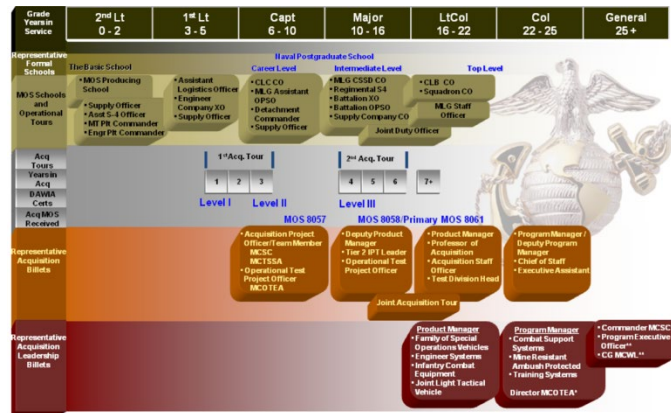 Grade
Years in
Service
2nd Lt
0 - 2
1st Lt
3 - 5
Capt
6 - 10
Major
10 - 16
LtCol
16 - 22
Col
22 - 25
General
25 +
Representative
Formal
Schools
Naval Postgraduate School
The Basic School
Career Level
Intermediate Level
Top Level
MOS Schools
and
Operational
Tours
• MOS Producing
School
• Supply Officer
• Asst S-4 Officer
• MT Plt Commander
• Engr Plt Commander
• Assistant
Logistics Officer
• Engineer
Company XO
• Supply Officer
• CLC CO
• MLG Assistant
OPSO
• Detachment
Commander
• Supply Officer
• MLG CSSD CO
• Regimental S4
• Battalion XO
• Battalion OPSO
• Supply Company CO
Joint Duty Officer
• CLB CO
• Squadron CO
MLG Staff
Officer
Acq
Tours
Years in
Acq
DAWIA
Certs
Acq MOS
Received
1st Acq. Tour
1
2
3
Level I
Level II
2nd Acq. Tour
4
5
6
7+
Level III
MOS 8057
MOS 8058/Primary MOS 8061
Representative
Acquisition
Billets
• Acquisition Project
Officer/Team Member
MCSC
MCTSSA
• Operational Test
Project Officer
MCOTEA
• Deputy Product
Manager
• Tier 2 IPT Leader
• Operational Test
Project Officer
Joint Acquisition Tour
• Product Manager
• Professor of
Acquisition
• Acquisition Staff
Officer
• Test Division Head
• Program Manager /
Deputy Program
Manager
• Chief of Staff
• Executive Assistant
Representative
Acquisition
Leadership
Billets
Product Manager
• Family of Special
Operations Vehicles
• Engineer Systems
• Infantry Combat
Equipment
• Joint Light Tactical
Vehicle
Program Manager
• Combat Support
Systems
• Mine Resistant
Ambush Protected
• Training Systems
Director MCOTEA*
• Commander MCSC
• Program Executive
Officer**
• CG MCWL**